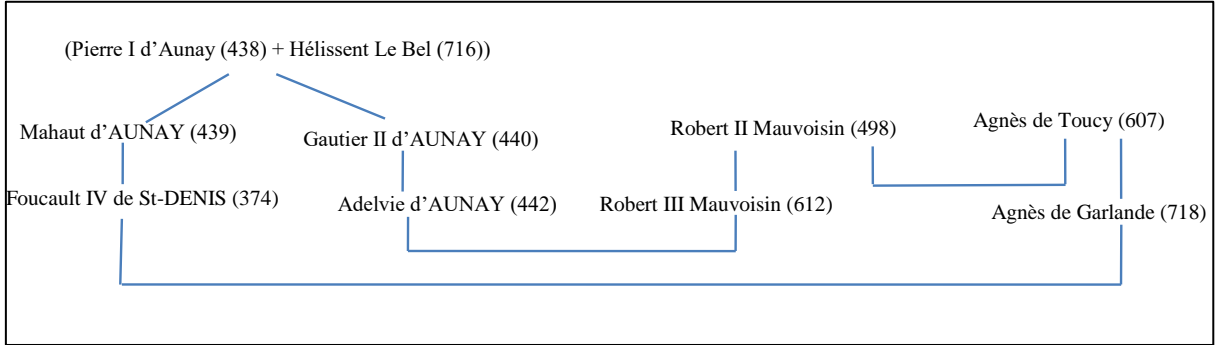 (Pierre I d’Aunay (438) + Hélissent Le Bel (716))
Mahaut d’AUNAY (439)
Gautier II d’AUNAY (440)
Robert II Mauvoisin (498)
Agnès de Toucy (607)
Foucault IV de St-DENIS (374)
Adelvie d’AUNAY (442)
Robert III Mauvoisin (612)
Agnès de Garlande (718)